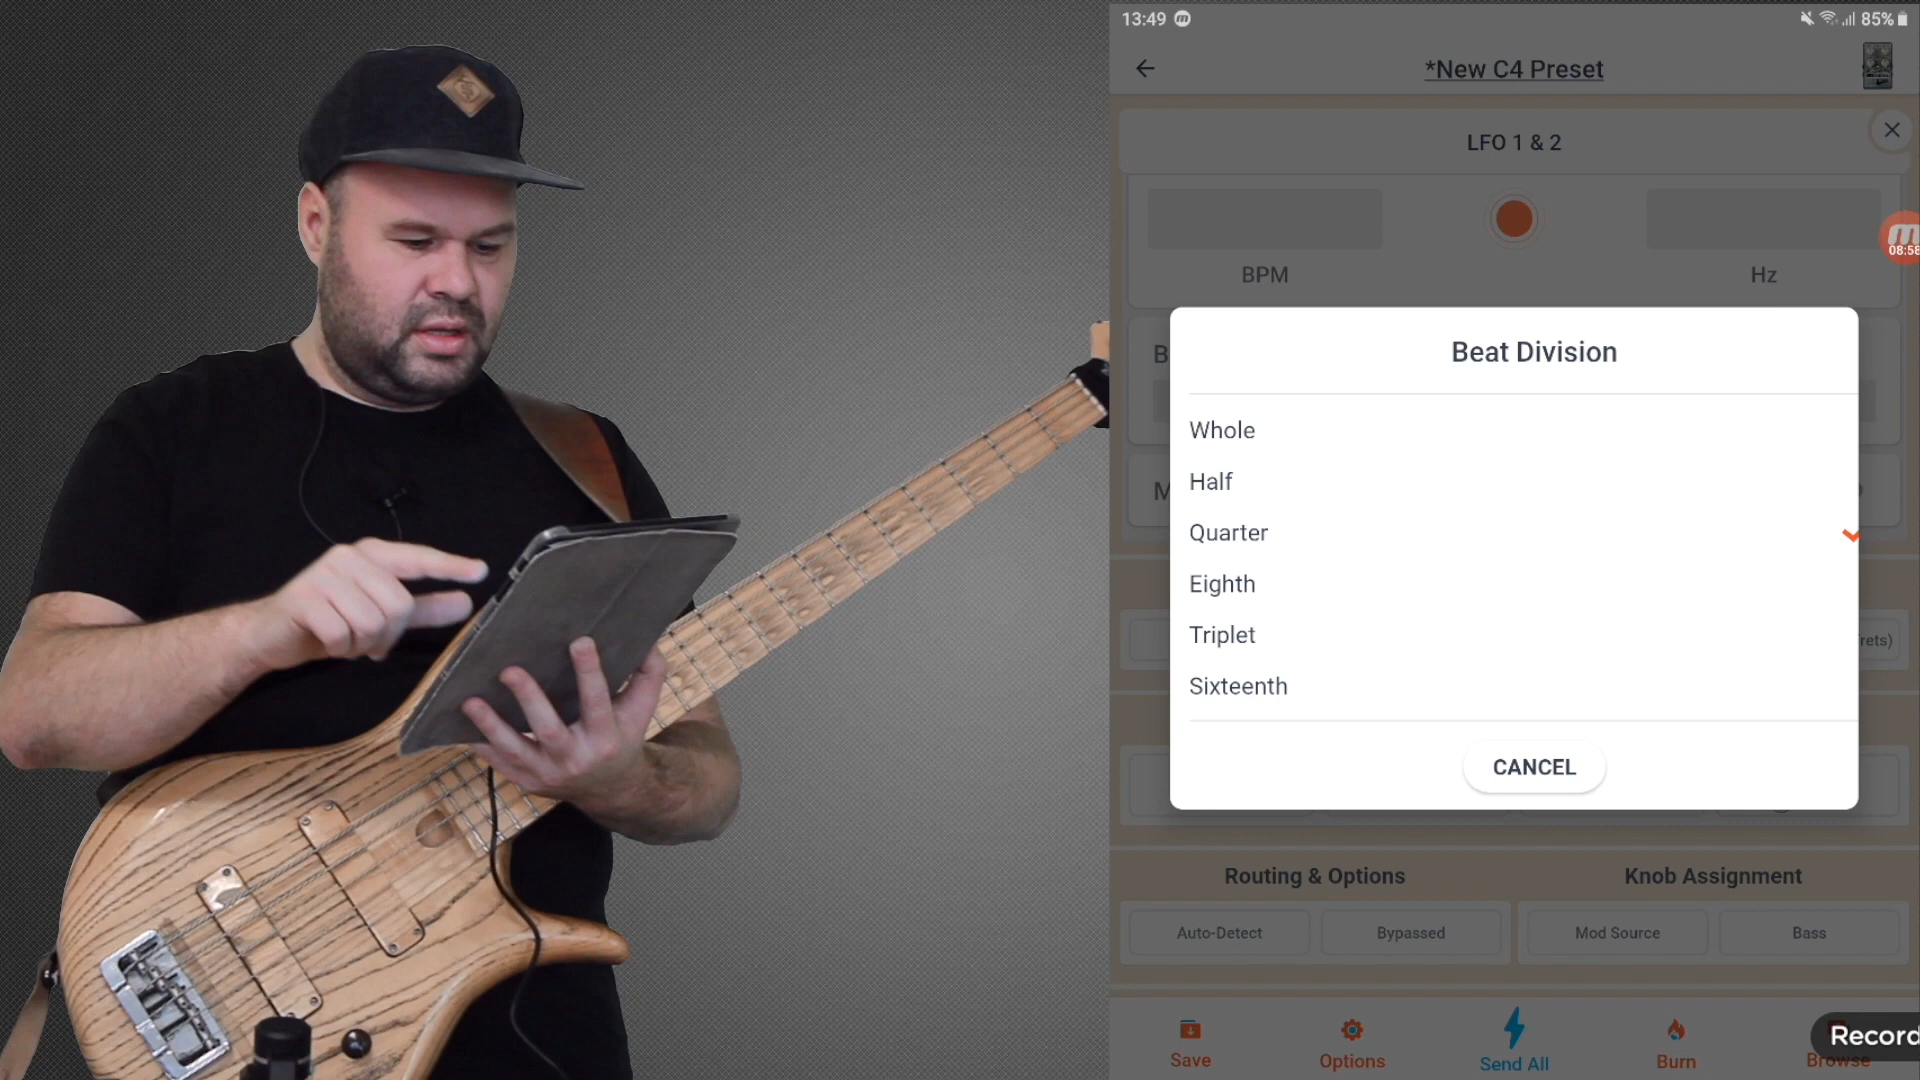 13:49
85%
*New C4 Preset
LFO 1 & 2
BPM
Hz
08:58
B
Beat Division
Whole
Half
M
Quarter
Eighth
Triplet
rets)
Sixteenth
CANCEL
Routing & Options
Knob Assignment
Auto-Detect
Bypassed
Mod Source
Bass
Save
Options
Send All
Burn
Browse
Record